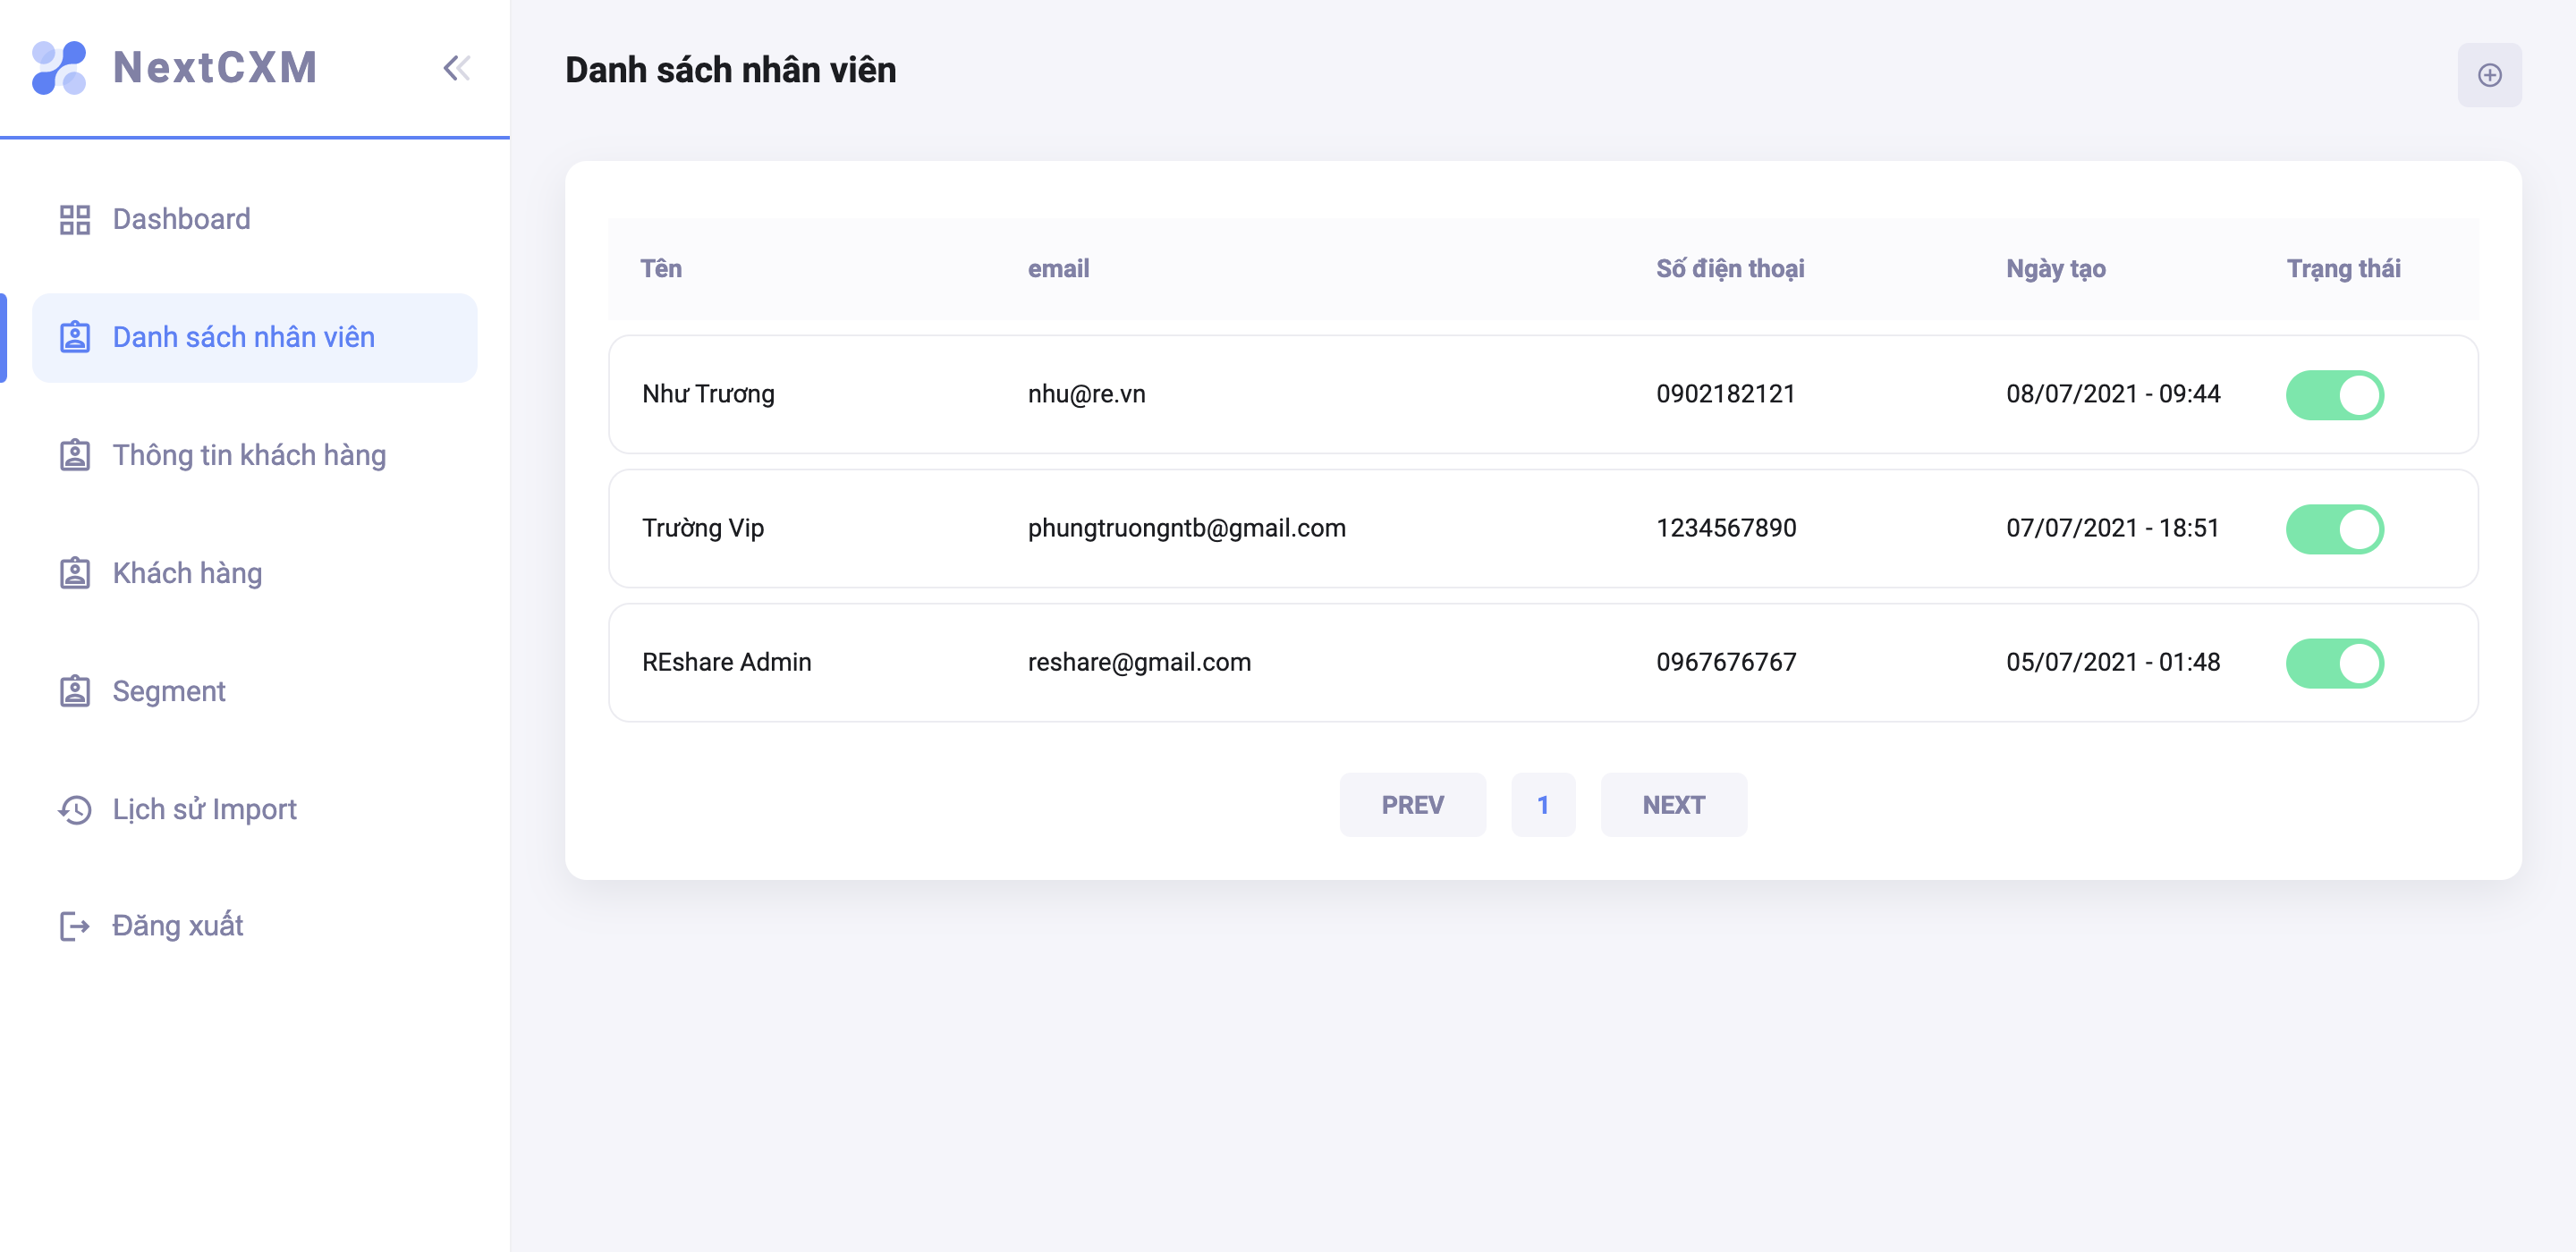 NextCXM
Dashboard
Danh sách nhân viên
Thông tin khách hàng
Khách hàng
Segment
Lịch sử Import
Đăng xuất
Danh sách nhân viên
Tên email Số điện thoại Ngày tạo Trạng thái
Như Trương nhu@re.vn 0902182121 08/07/2021 - 09:44
Trường Vip phungtruongntb@gmail.com 1234567890 07/07/2021 - 18:51
REshare Admin reshare@gmail.com 0967676767 05/07/2021 - 01:48
PREV 1 NEXT